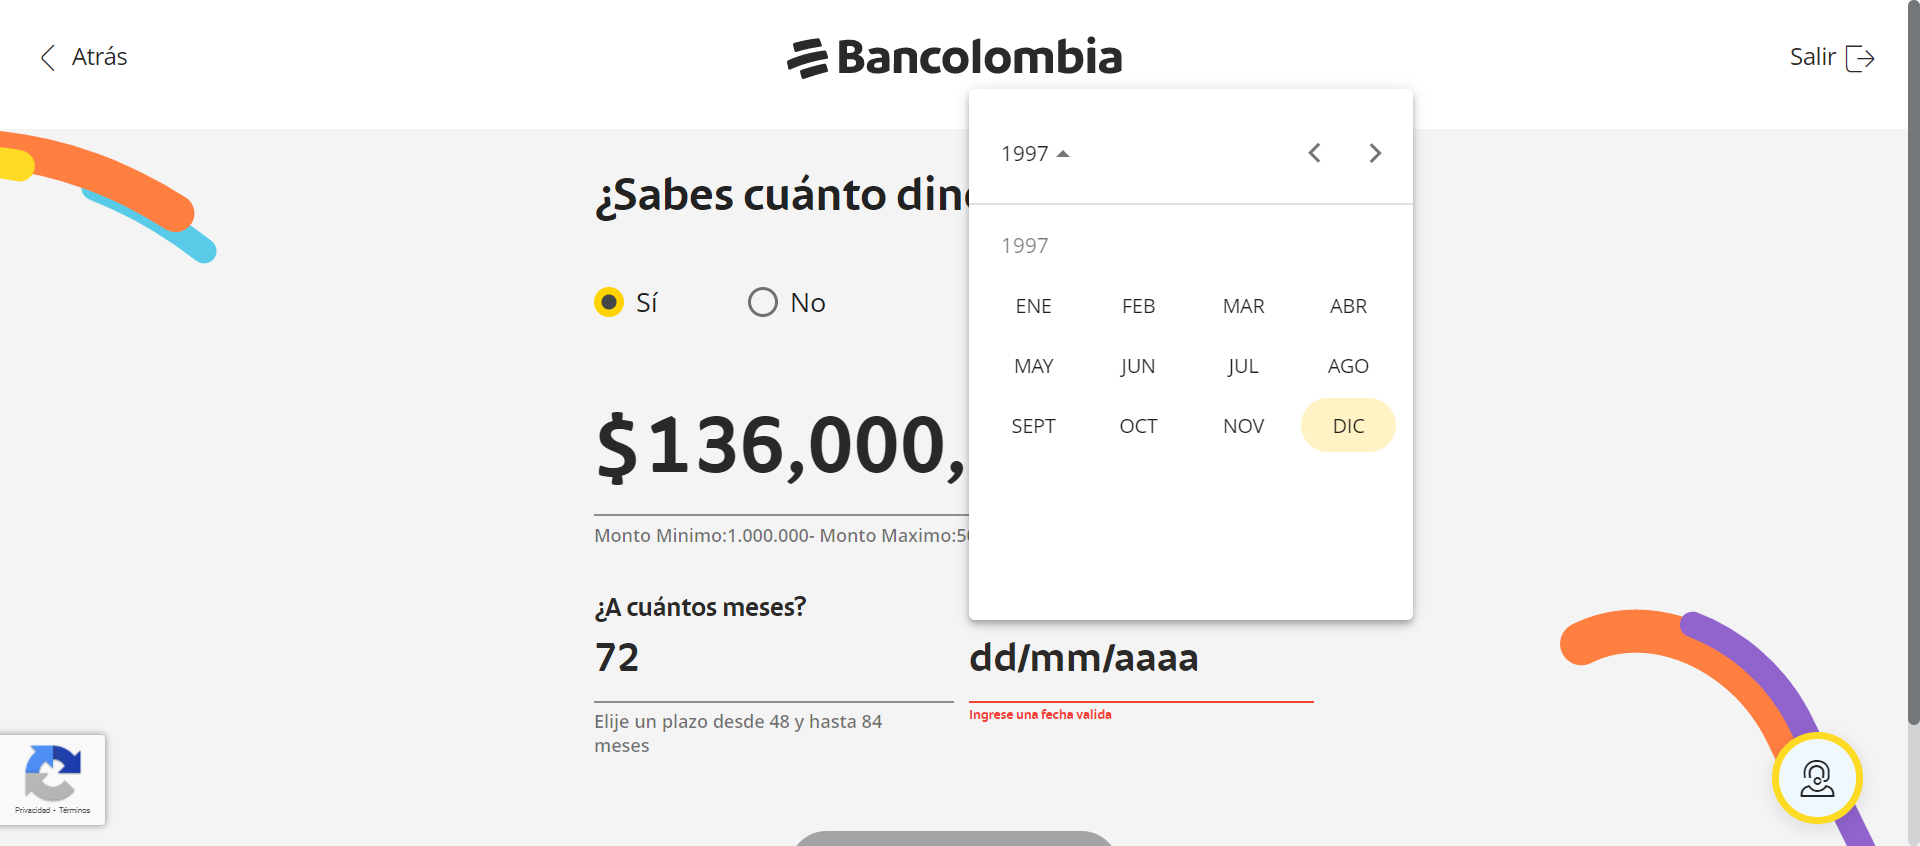 Atrás
Bancolombia
Salir
1997
¿Sabes cuánto din
1997
Sí
No
ENE FEB MAR ABR
MAY JUN JUL AGO
SEPT OCT NOV DIC
$136,000,
Monto Minimo:1.000.000- Monto Maximo:5
¿A cuántos meses?
72
dd/mm/aaaa
Elije un plazo desde 48 y hasta 84
meses
Ingrese una fecha valida
Privacidad - Términos